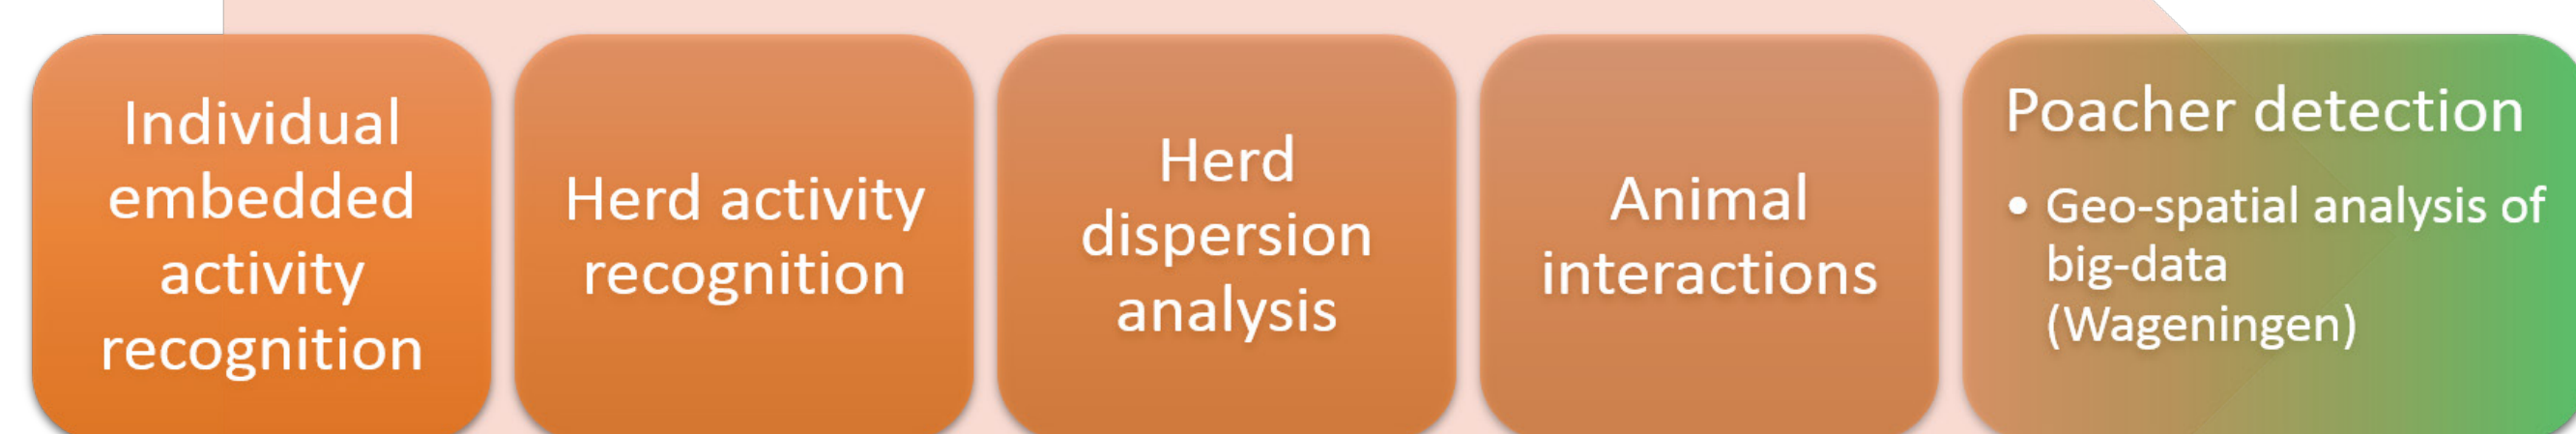 Individual
embedded
activity
recognition
Herd activity
recognition
Herd
dispersion
analysis
Animal
interactions
Poacher detection
• Geo-spatial analysis of
big-data
(Wageningen)